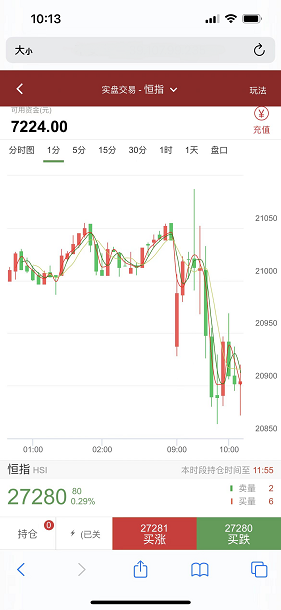 10:13
大小
实盘交易 - 恒指 玩法
可用资金(元)
7224.00
充值
分时图 1分 5分 15分 30分 1时 1天 盘口
21050
21000
20950
20900
20850
01:00 02:00 09:00 10:00
恒指 HSI 本时段持仓时间至 11:55
27280 80 0.29%
卖量 2
买量 6
持仓 0 (已关
27281 买涨
27280 买跌